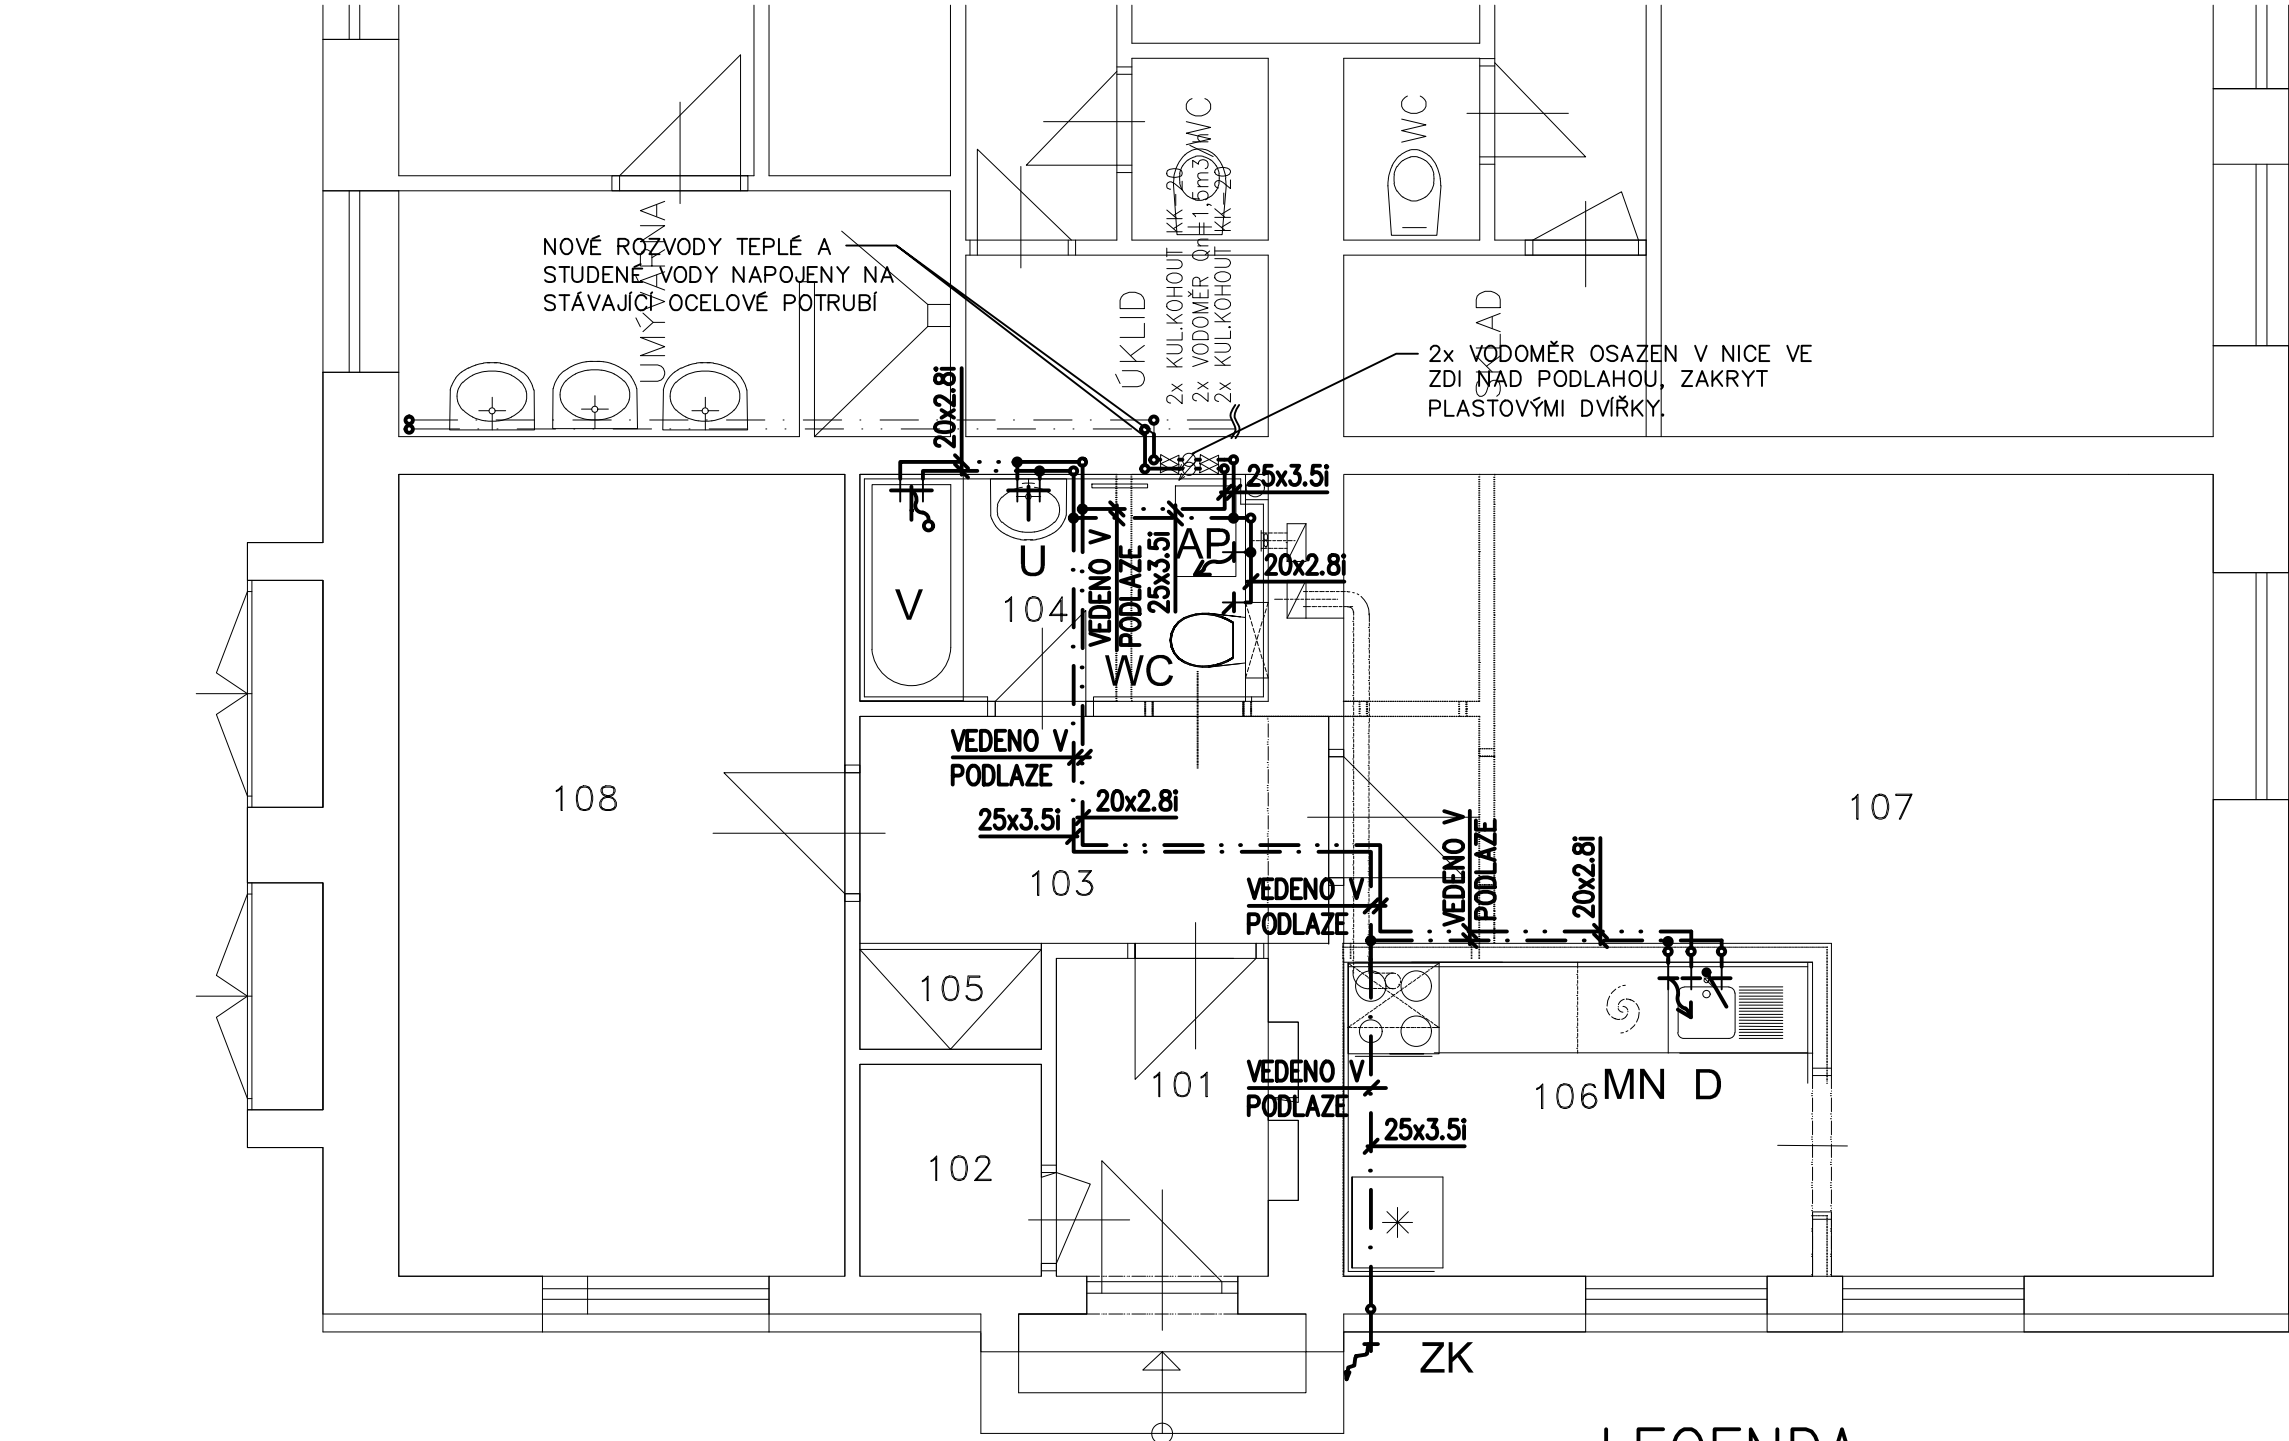 WC
WC
UMÝVÁRNA
NOVÉ ROZVODY TEPLÉ A
STUDENÉ VODY NAPOJENY NA
STÁVAJÍCÍ OCELOVÉ POTRUBÍ
ÚKLID
2x KUL.KOHOUT KK 20
2x VODOMĚR Qn=1,5m3/h
2x KUL.KOHOUT KK 20
SKLAD
2x VODOMĚR OSAZEN V NICE VE
ZDI NAD PODLAHOU, ZAKRYT
PLASTOVÝMI DVÍŘKY.
20x2.8i
25x3.5i
U
V
104
VEDENO V
PODLAZE
25x3.5i
AP
20x2.8i
WC
VEDENO V
PODLAZE
108
20x2.8i
25x3.5i
103
107
VEDENO V
PODLAZE
VEDENO V
PODLAZE
20x2.8i
105
101
VEDENO V
PODLAZE
106
MN D
25x3.5i
102
ZK
LEGENDA